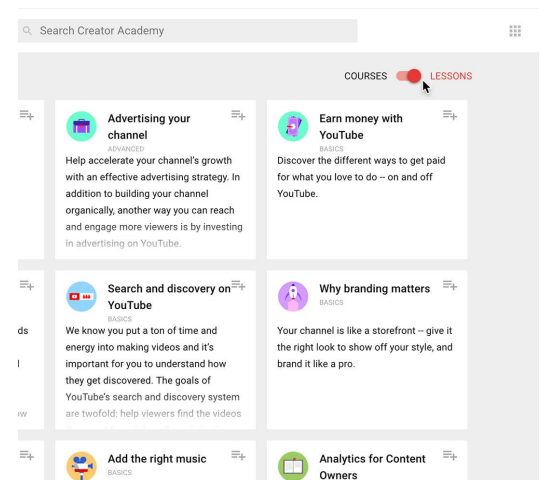 Search Creator Academy
COURSES LESSONS
Advertising your
channel
ADVANCED
Help accelerate your channel's growth
with an effective advertising strategy. In
addition to building your channel
organically, another way you can reach
and engage more viewers is by investing
in advertising on YouTube.
Earn money with
YouTube
BASICS
Discover the different ways to get paid
for what you love to do -- on and off
YouTube.
ds
ow
Search and discovery on
YouTube
BASICS
We know you put a ton of time and
energy into making videos and it's
important for you to understand how
they get discovered. The goals of
YouTube's search and discovery system
are twofold: help viewers find the videos
Why branding matters
BASICS
Your channel is like a storefront -- give it
the right look to show off your style, and
brand it like a pro.
Add the right music
BASICS
Analytics for Content
Owners